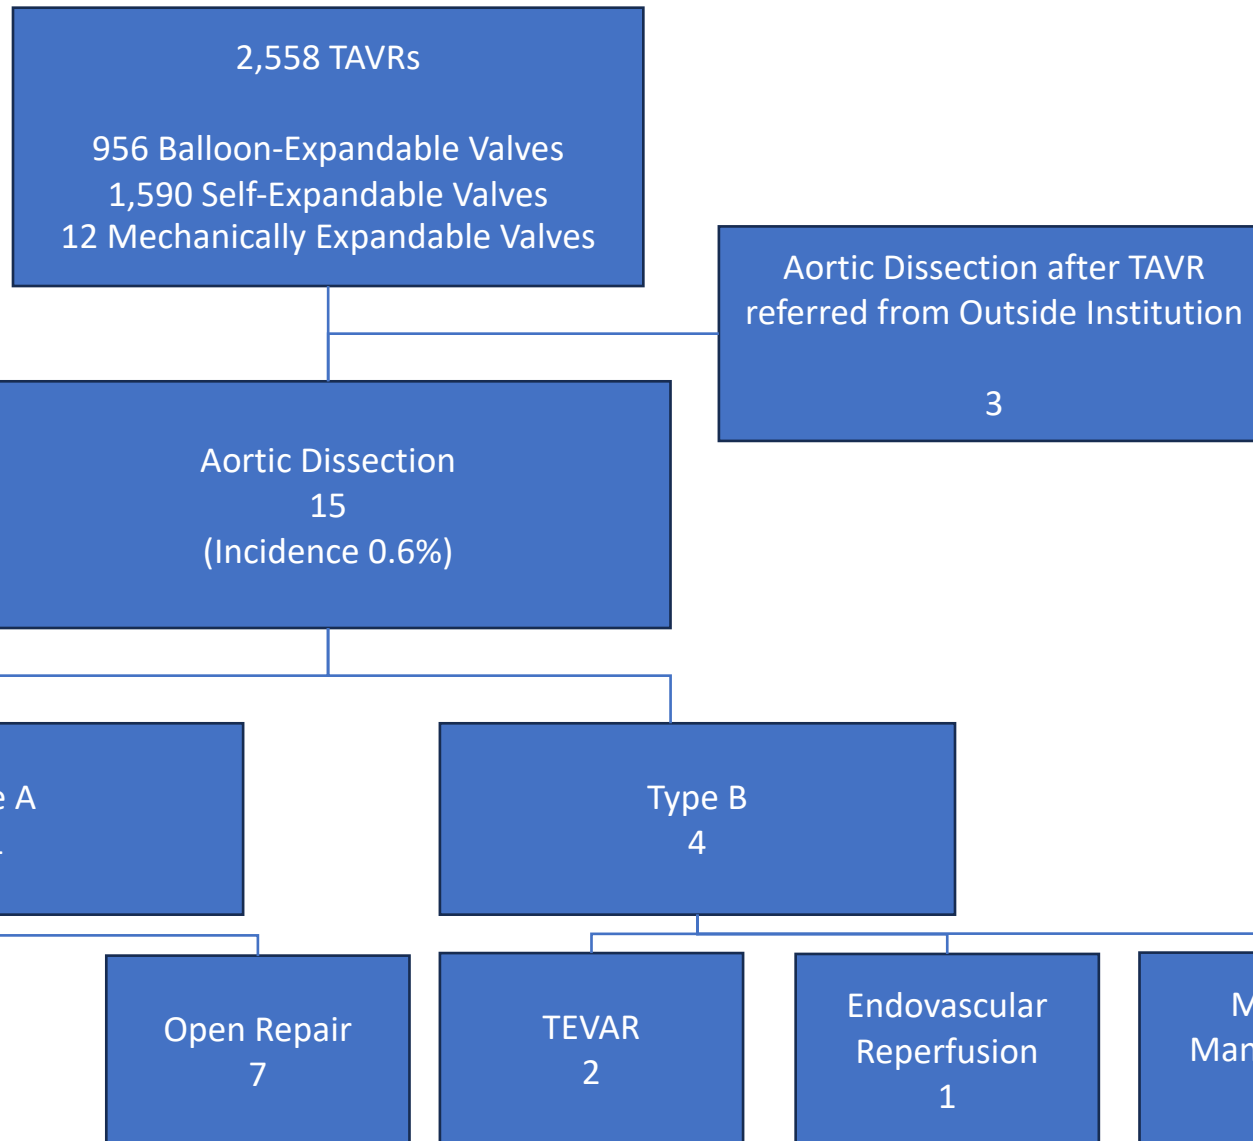 2,558 TAVRs
956 Balloon-Expandable Valves
1,590 Self-Expandable Valves
12 Mechanically Expandable Valves
Aortic Dissection after TAVR
referred from Outside Institution
3
Aortic Dissection
15
(Incidence 0.6%)
A
Type B
4
Open Repair
7
TEVAR
2
Endovascular
Reperfusion
1